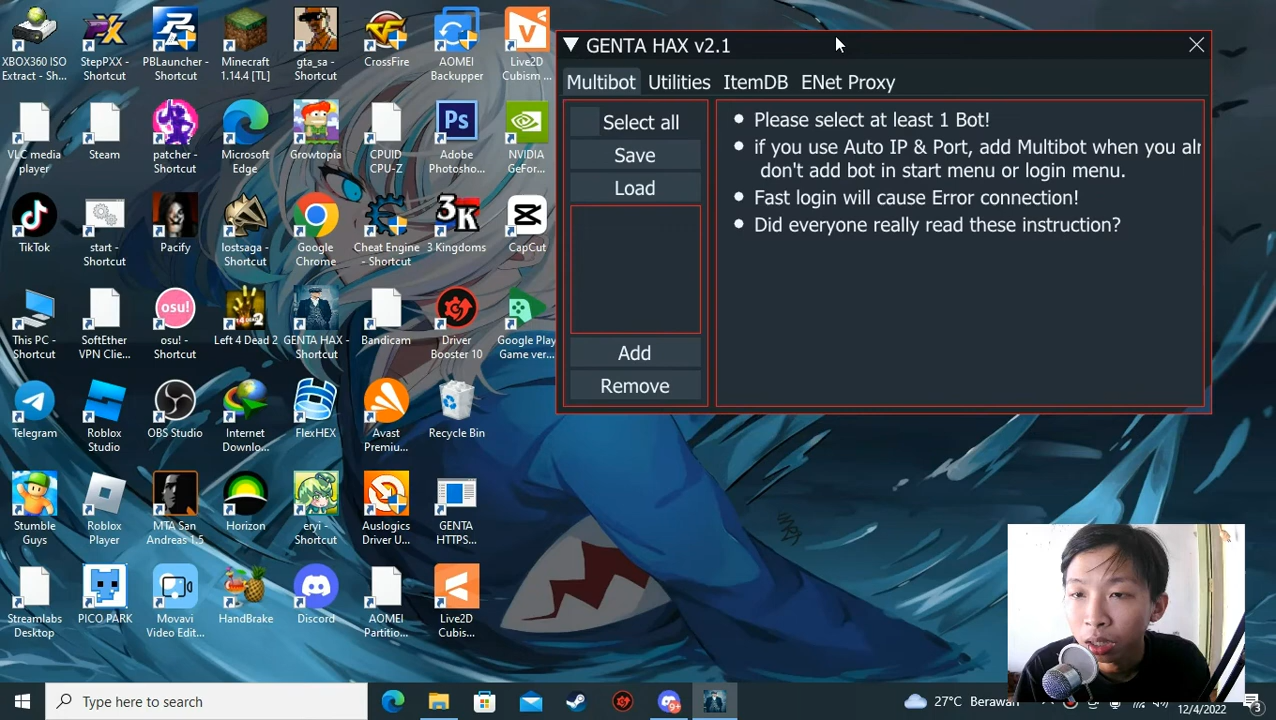 XBOX360 ISO
Extract - Sh...
StepPXX -
Shortcut
PBLauncher -
Shortcut
Minecraft
1.14.4 [TL]
gta_sa -
Shortcut
CrossFire
AOMEI
Backupper
Live2D
Cubism ...
VLC media
player
Steam
patcher -
Shortcut
Microsoft
Edge
Growtopia
CPUID
CPU-Z
Adobe
Photosho...
NVIDIA
GeFor...
TikTok
start -
Shortcut
Pacify
lostsaga -
Shortcut
Google
Chrome
Cheat Engine
- Shortcut
3 Kingdoms
CapCut
This PC -
Shortcut
SoftEther
VPN Clie...
osu! -
Shortcut
Left 4 Dead 2
GENTA HAX -
Shortcut
Bandicam
Driver
Booster 10
Google Play
Game ver...
Telegram
Roblox
Studio
OBS Studio
Internet
Downlo...
FlexHEX
Avast
Premiu...
Recycle Bin
Stumble
Guys
Roblox
Player
MTA San
Andreas 1.5
Horizon
eryi -
Shortcut
Auslogics
Driver U...
GENTA
HTTPS...
Streamlabs
Desktop
PICO PARK
Movavi
Video Edit...
HandBrake
Discord
AOMEI
Partitio...
Live2D
Cubis...
GENTA HAX v2.1
Multibot Utilities ItemDB ENet Proxy
Select all
Save
Load
Add
Remove
Please select at least 1 Bot!
if you use Auto IP & Port, add Multibot when you alr
don't add bot in start menu or login menu.
Fast login will cause Error connection!
Did everyone really read these instruction?
Type here to search
27°C Berawan
12/4/2022
3